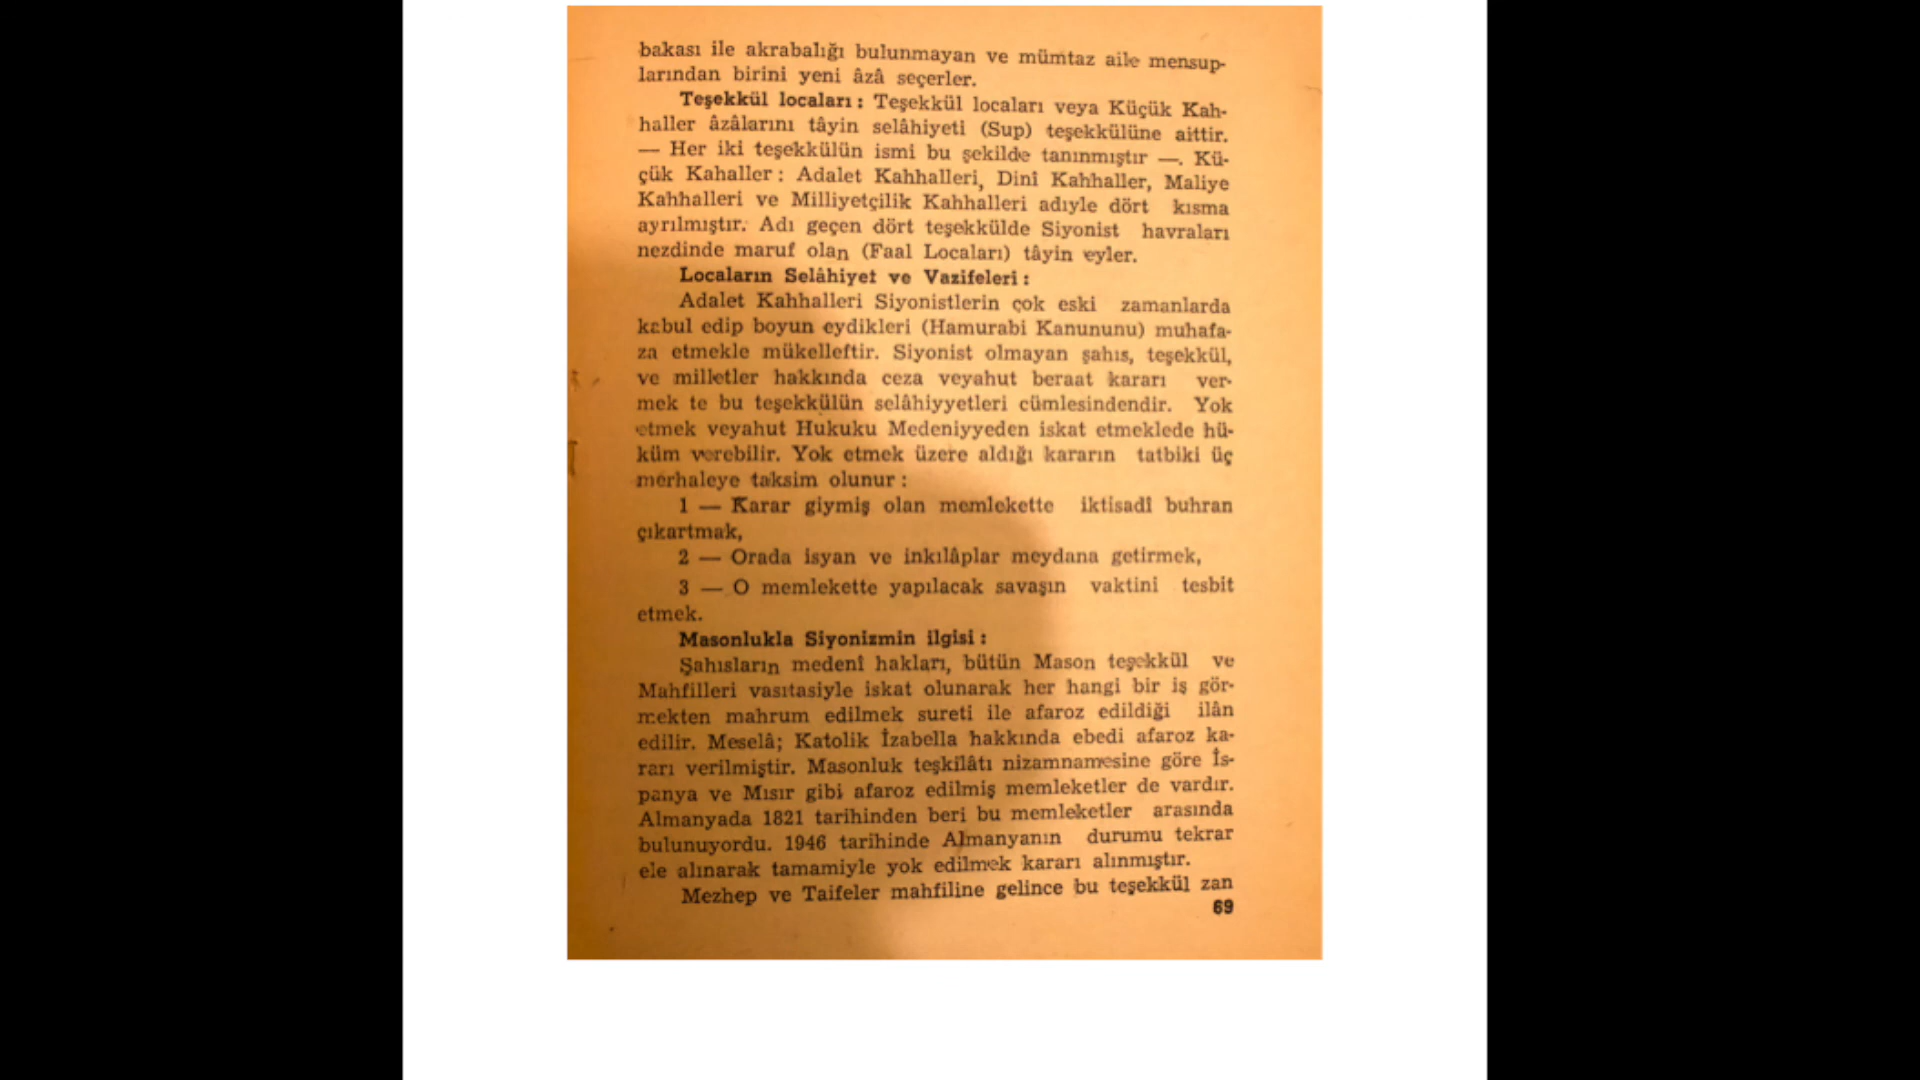 bakası ile akrabalığı bulunmayan ve mümtaz aile mensup-
larından birini yeni âzâ seçerler.
Teşekkül locaları : Teşekkül locaları veya Küçük Kah-
haller âzâlarını tâyin selâhiyeti (Sup) teşekkülüne aittir.
— Her iki teşekkülün ismi bu şekilde tanınmıştır —. Kü-
çük Kahaller : Adalet Kahhalleri, Dinî Kahhaller, Maliye
Kahhalleri ve Milliyetçilik Kahhalleri adıyle dört kısma
ayrılmıştır. Adı geçen dört teşekkülde Siyonist havraları
nezdinde maruf olan (Faal Locaları) tâyin eyler.
Locaların Selâhiyet ve Vazifeleri :
Adalet Kahhalleri Siyonistlerin çok eski zamanlarda
kabul edip boyun eydikleri (Hamurabi Kanununu) muhafa-
za etmekle mükelleftir. Siyonist olmayan şahıs, teşekkül,
ve milletler hakkında ceza veyahut beraat kararı ver-
mek te bu teşekkülün selâhiyyetleri cümlesindendir. Yok
etmek veyahut Hukuku Medeniyyeden iskat etmeklede hü-
küm verebilir. Yok etmek üzere aldığı kararın tatbiki üç
merhaleye taksim olunur :
1 — Karar giymiş olan memlekette iktisadî buhran
çıkartmak,
2 — Orada isyan ve inkılâplar meydana getirmek,
3 — O memlekette yapılacak savaşın vaktini tesbit
etmek.
Masonlukla Siyonizmin ilgisi :
Şahısların medenî hakları, bütün Mason teşekkül ve
Mahfilleri vasıtasiyle iskat olunarak her hangi bir iş gör-
mekten mahrum edilmek sureti ile afaroz edildiği ilân
edilir. Meselâ; Katolik İzabella hakkında ebedi afaroz ka-
rarı verilmiştir. Masonluk teşkilâtı nizamnamesine göre İs-
panya ve Mısır gibi afaroz edilmiş memleketler de vardır.
Almanyada 1821 tarihinden beri bu memleketler arasında
bulunuyordu. 1946 tarihinde Almanyanın durumu tekrar
ele alınarak tamamiyle yok edilmek kararı alınmıştır.
Mezhep ve Taifeler mahfiline gelince bu teşekkül zan
69